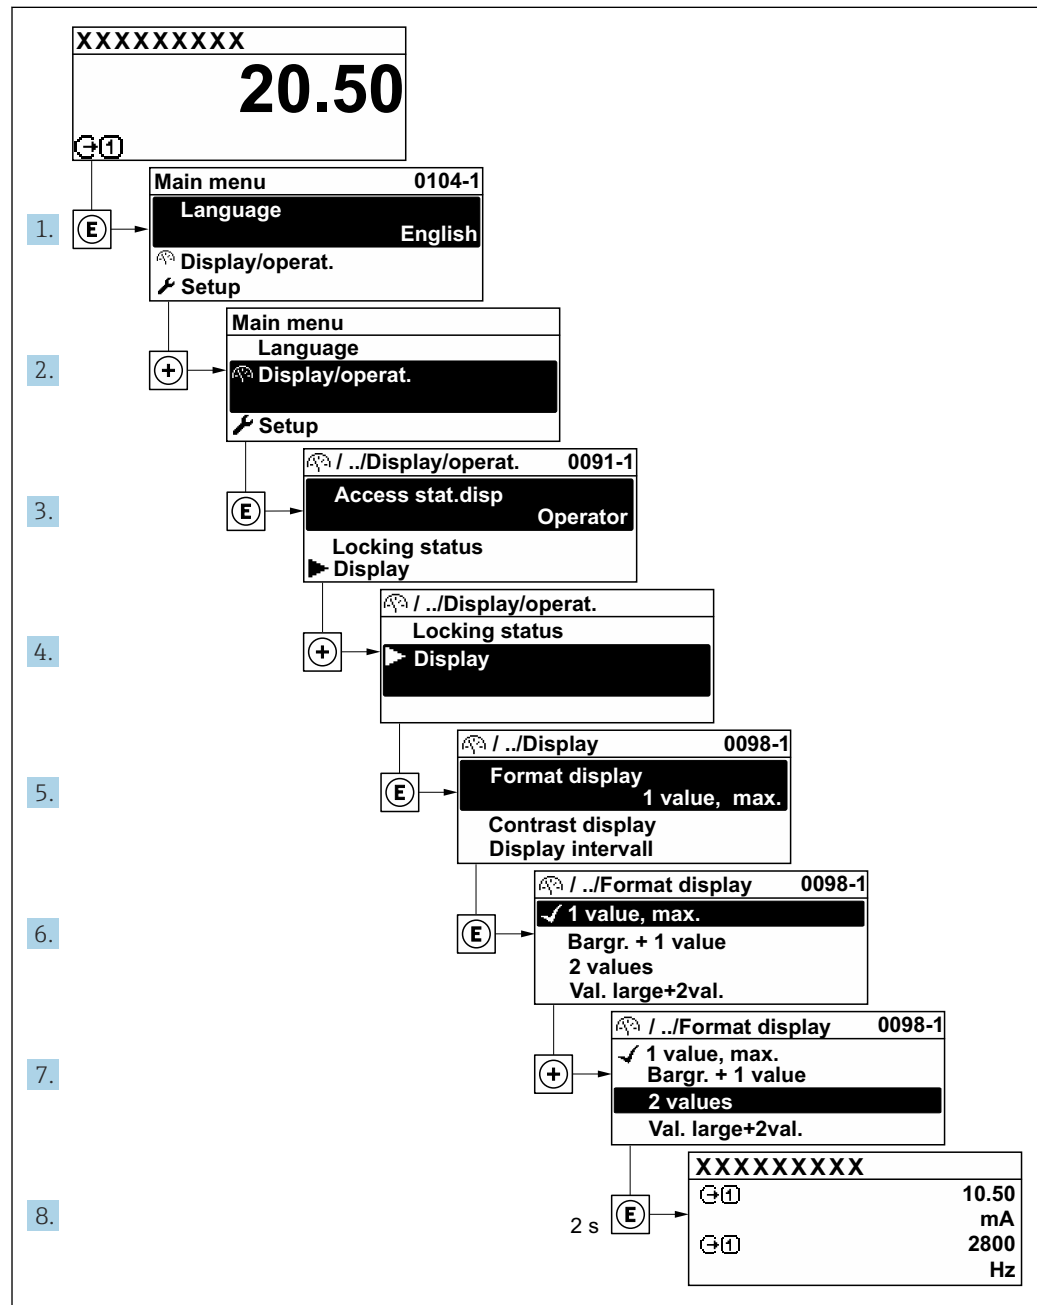 XXXXXXXXX
20.50
1
Main menu 0104-1
Language
1. E English
Display/operat.
Setup
Main menu
Language
2. + Display/operat.
Setup
/ ../Display/operat. 0091-1
Access stat.disp
3. E Operator
Locking status
Display
/ ../Display/operat.
Locking status
4. + Display
/ ../Display 0098-1
Format display
5. E 1 value, max.
Contrast display
Display intervall
/ ../Format display 0098-1
1 value, max.
6. E Bargr. + 1 value
2 values
Val. large+2val.
/ ../Format display 0098-1
1 value, max.
7. + Bargr. + 1 value
2 values
Val. large+2val.
XXXXXXXXX
1 10.50
8. 2 s E mA
1 2800
Hz